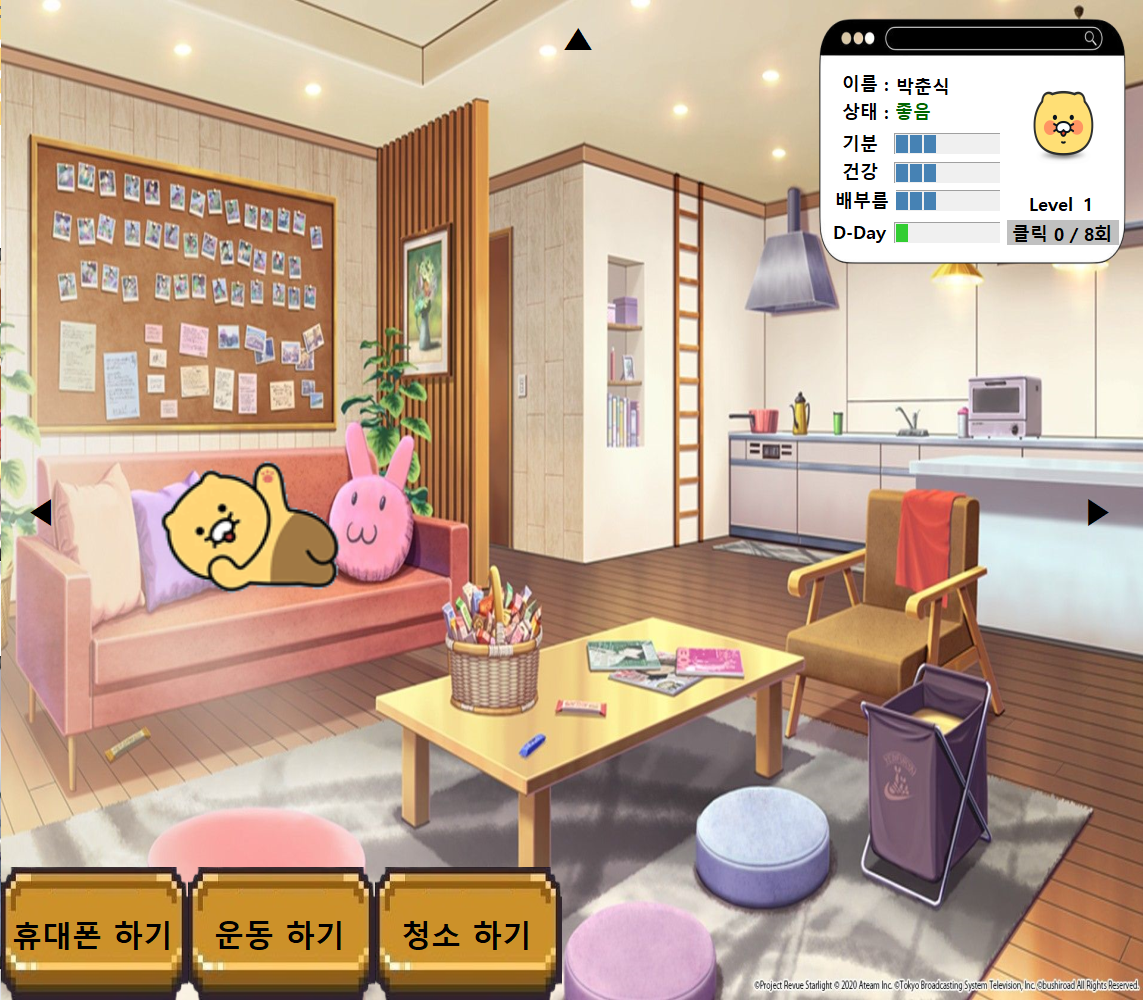 이름 : 박춘식
상태 : 좋음
기분
건강
배부름
Level 1
D-Day
클릭 0 / 8회
휴대폰 하기
운동 하기
청소 하기
©Project Revue Starlight © 2020 Ateam Inc. ©Tokyo Broadcasting System Television, Inc. ©bushiroad All Rights Reserved.